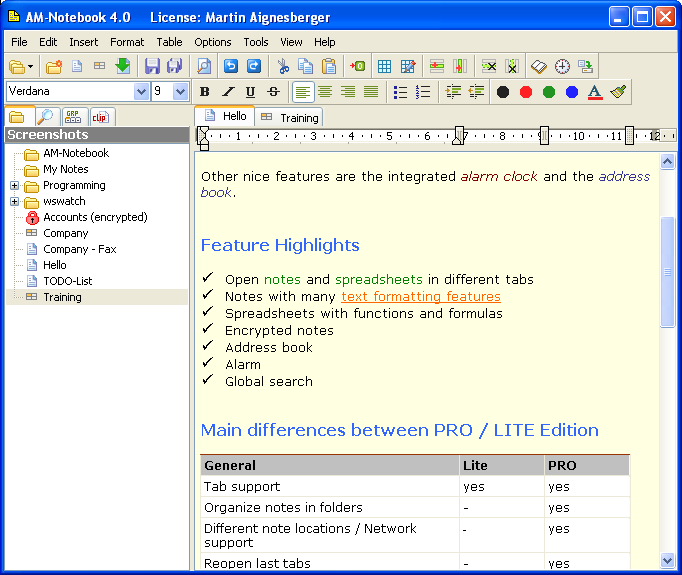 AM-Notebook 4.0 License: Martin Aignesberger
File Edit Insert Format Table Options Tools View Help
Verdana 9 B I U S A
GRP clip Hello Training
Screenshots
1 2 3 4 5 6 7 8 9 10 11 12
AM-Notebook
My Notes
Programming
wswatch
Accounts (encrypted)
Company
Company - Fax
Hello
TODO-List
Training
Other nice features are the integrated alarm clock and the address
book.
Feature Highlights
Open notes and spreadsheets in different tabs
Notes with many text formatting features
Spreadsheets with functions and formulas
Encrypted notes
Address book
Alarm
Global search
Main differences between PRO / LITE Edition
General Lite PRO
Tab support yes yes
Organize notes in folders - yes
Different note locations / Network - yes
support
Reopen last tabs - yes